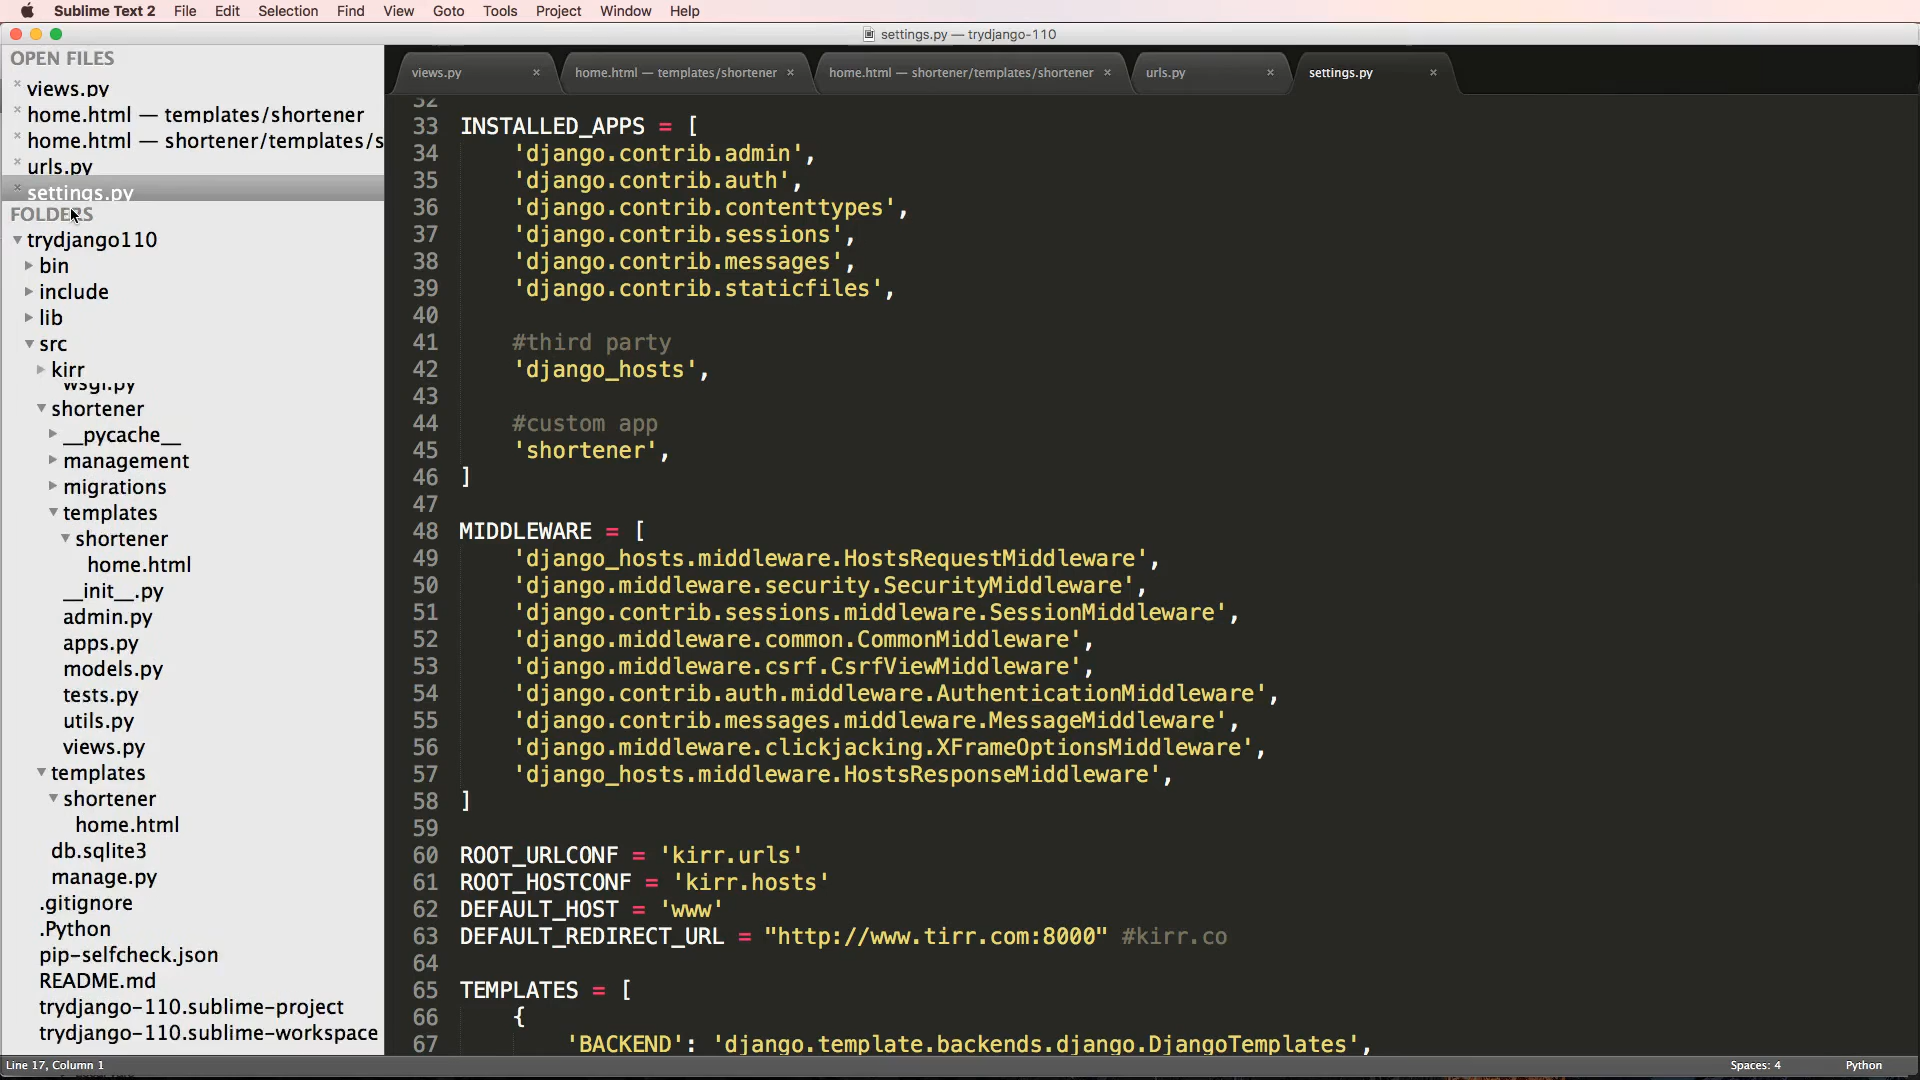 Sublime Text 2 File Edit Selection Find View Goto Tools Project Window Help
settings.py — trydjango-110
OPEN FILES
views.py
home.html — templates/shortener
home.html — shortener/templates/s
urls.py
settings.py
FOLDERS
trydjango110
bin
include
lib
src
kirr
wsgi.py
shortener
__pycache__
management
migrations
templates
shortener
home.html
__init__.py
admin.py
apps.py
models.py
tests.py
utils.py
views.py
templates
shortener
home.html
db.sqlite3
manage.py
.gitignore
.Python
pip-selfcheck.json
README.md
trydjango-110.sublime-project
trydjango-110.sublime-workspace
views.py home.html — templates/shortener home.html — shortener/templates/shortener urls.py settings.py
32
33 INSTALLED_APPS = [
34 'django.contrib.admin',
35 'django.contrib.auth',
36 'django.contrib.contenttypes',
37 'django.contrib.sessions',
38 'django.contrib.messages',
39 'django.contrib.staticfiles',
40
41 #third party
42 'django_hosts',
43
44 #custom app
45 'shortener',
46 ]
47
48 MIDDLEWARE = [
49 'django_hosts.middleware.HostsRequestMiddleware',
50 'django.middleware.security.SecurityMiddleware',
51 'django.contrib.sessions.middleware.SessionMiddleware',
52 'django.middleware.common.CommonMiddleware',
53 'django.middleware.csrf.CsrfViewMiddleware',
54 'django.contrib.auth.middleware.AuthenticationMiddleware',
55 'django.contrib.messages.middleware.MessageMiddleware',
56 'django.middleware.clickjacking.XFrameOptionsMiddleware',
57 'django_hosts.middleware.HostsResponseMiddleware',
58 ]
59
60 ROOT_URLCONF = 'kirr.urls'
61 ROOT_HOSTCONF = 'kirr.hosts'
62 DEFAULT_HOST = 'www'
63 DEFAULT_REDIRECT_URL = "http://www.tirr.com:8000" #kirr.co
64
65 TEMPLATES = [
66 {
67 'BACKEND': 'django.template.backends.django.DjangoTemplates',
Line 17, Column 1
Spaces: 4 Python